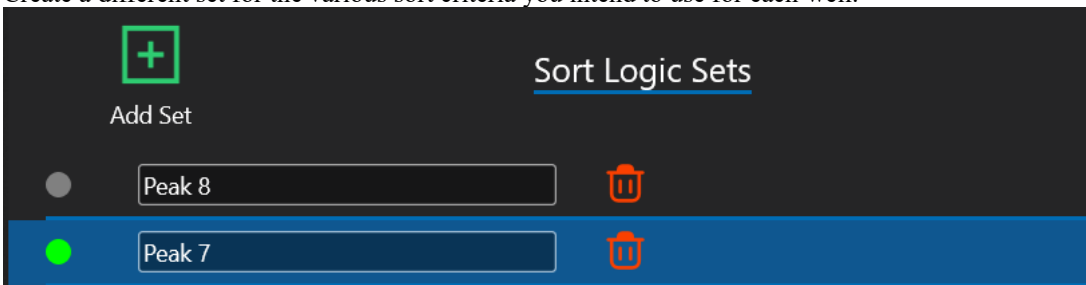 Create a different set for the various sort criteria you intend to use for each well.
Sort Logic Sets
Add Set
Peak 8
Peak 7